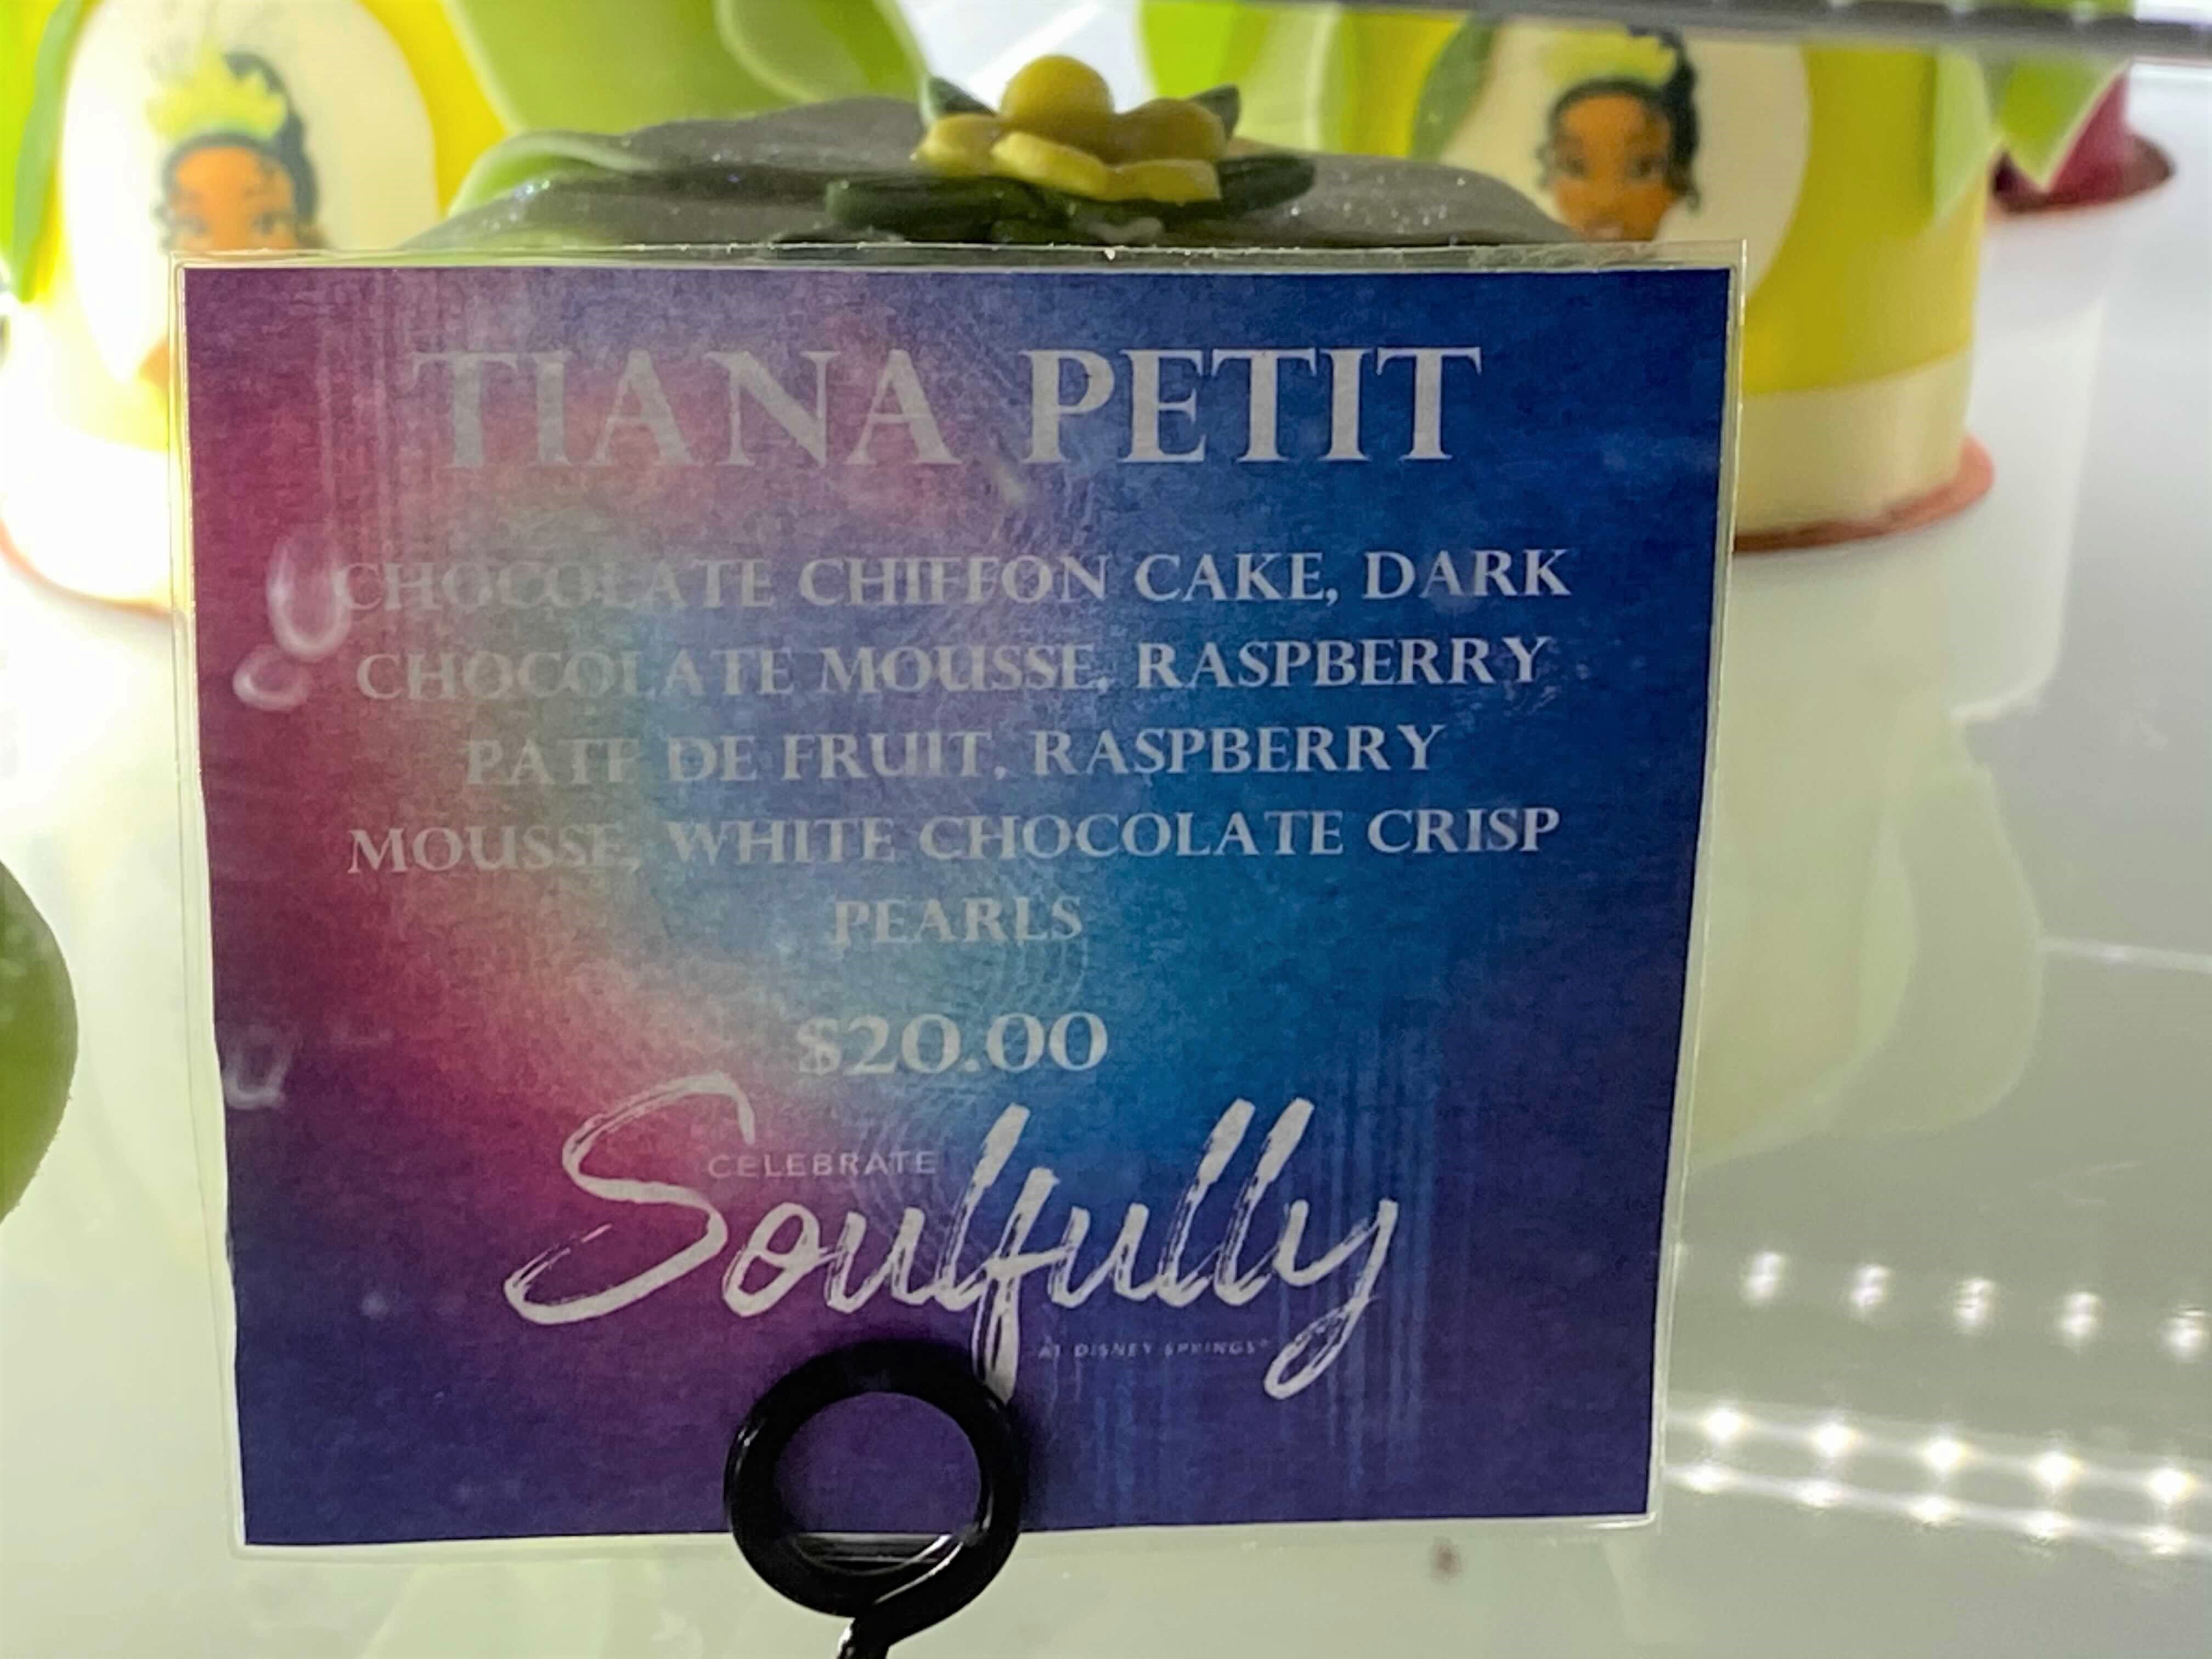 TIANA PETIT
CHOCOLATE CHIFFON CAKE, DARK
CHOCOLATE MOUSSE, RASPBERRY
PATE DE FRUIT, RASPBERRY
MOUSSE, WHITE CHOCOLATE CRISP
PEARLS
$20.00
CELEBRATE
Soulfully
AT DISNEY SPRINGS®